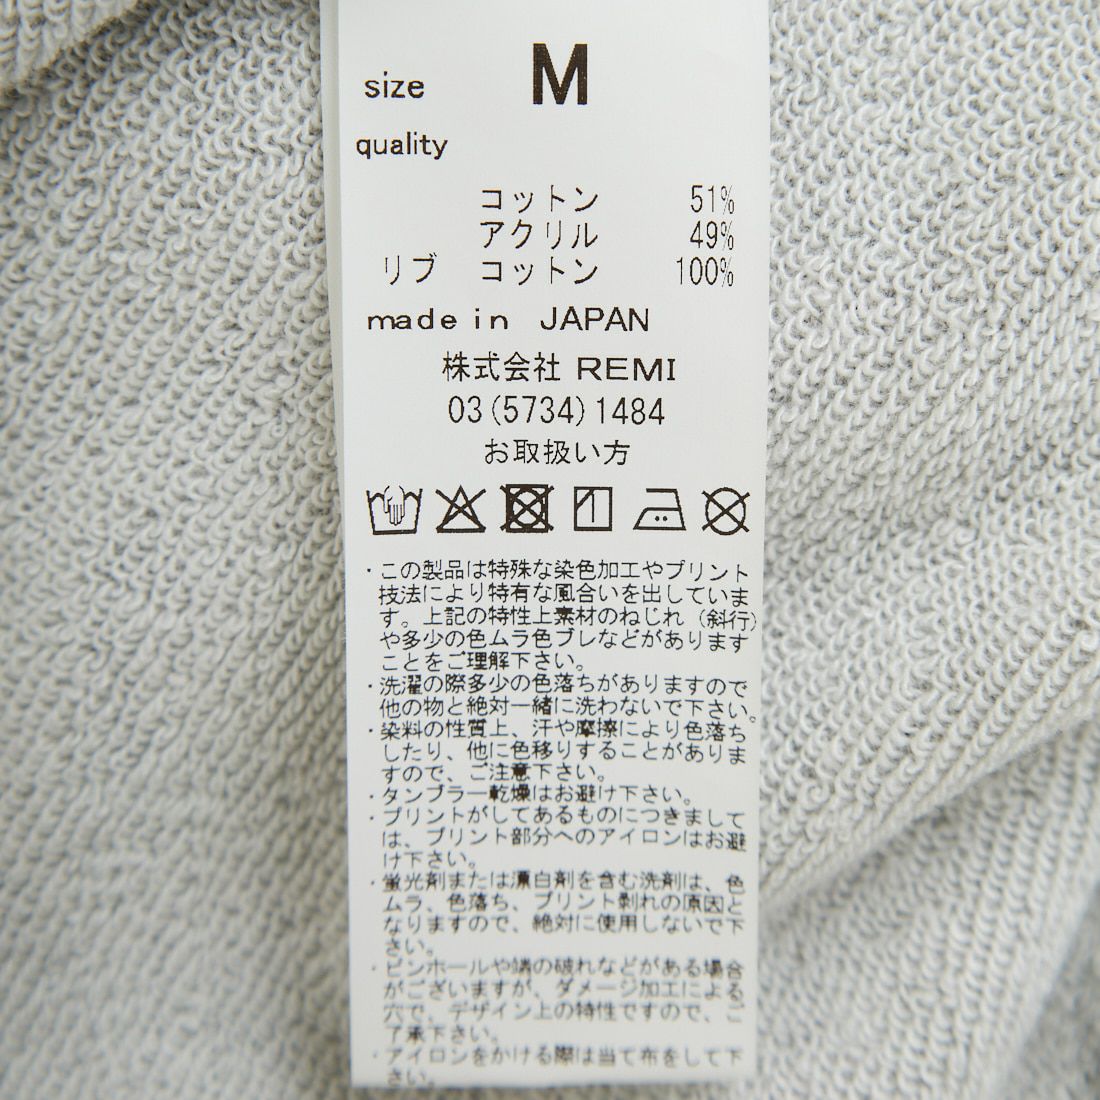 size M
quality
コットン 51%
アクリル 49%
リブ コットン 100%
made in JAPAN
株式会社 REMI
03(5734)1484
お取扱い方
・この製品は特殊な染色加工やプリント
技法により特有な風合いを出していま
す。上記の特性上素材のねじれ（斜行）
や多少の色ムラ色ブレなどがあります
ことをご理解下さい。
・洗濯の際多少の色落ちがありますので
他の物と絶対一緒に洗わないで下さい。
・染料の性質上、汗や摩擦により色落ち
したり、他に色移りすることがありま
すので、ご注意下さい。
・タンブラー乾燥はお避け下さい。
・プリントがしてあるものにつきまして
は、プリント部分へのアイロンはお避
け下さい。
・蛍光剤または漂白剤を含む洗剤は、色
ムラ、色落ち、プリント剥れの原因と
なりますので、絶対に使用しないで下
さい。
・ピンホールや端の破れなどがある場合
がございますが、ダメージ加工による
穴で、デザイン上の特性ですので、ご
了承下さい。
・アイロンをかける際は当て布をして下
さい。